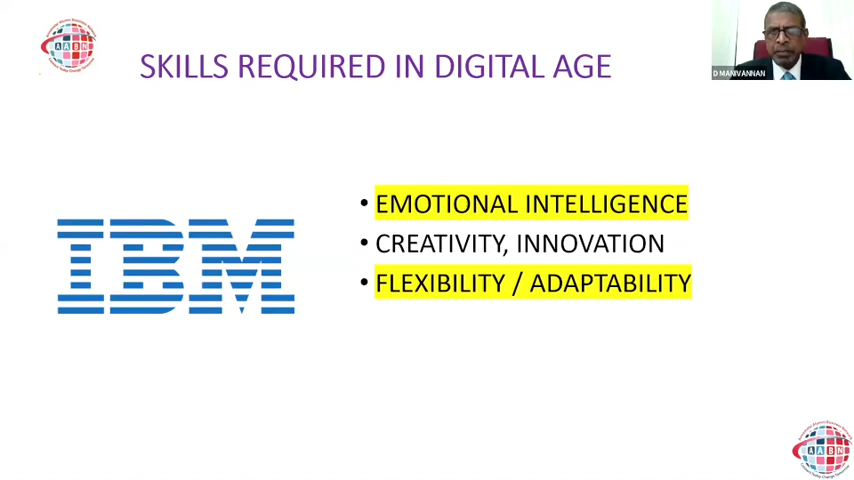 AABN
SKILLS REQUIRED IN DIGITAL AGE
D MANIVANNAN
IBM
• EMOTIONAL INTELLIGENCE
• CREATIVITY, INNOVATION
• FLEXIBILITY / ADAPTABILITY
AABN